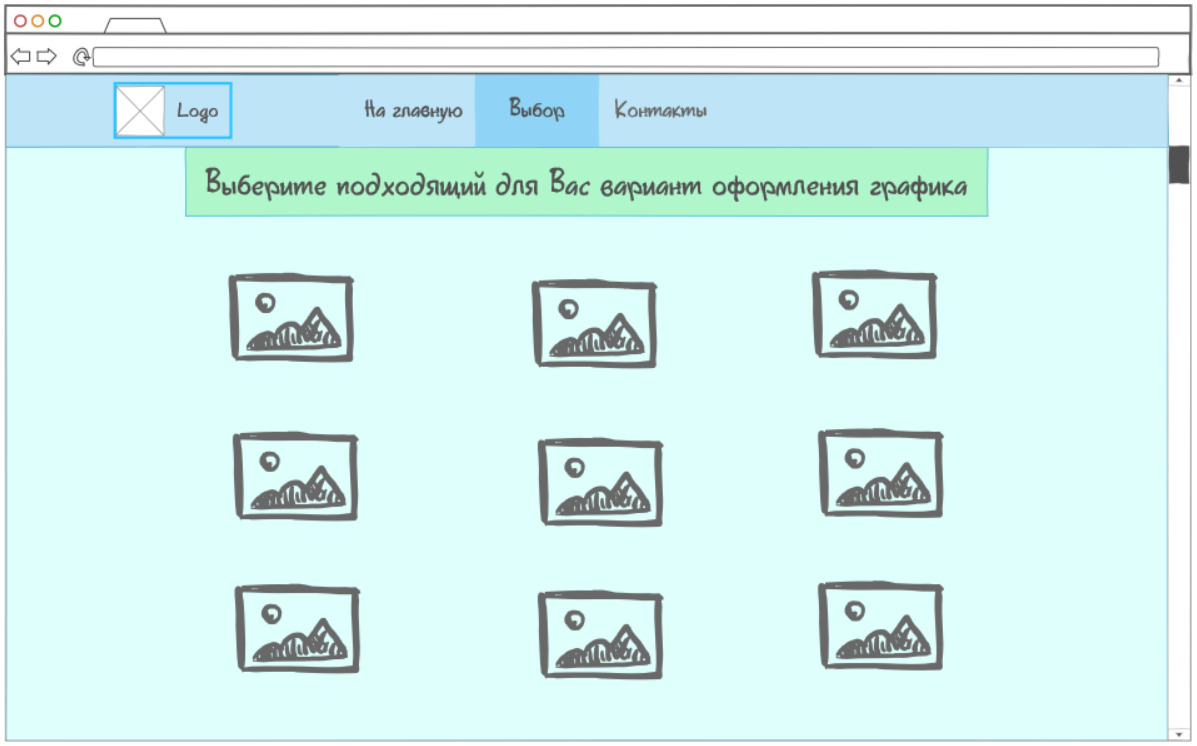 Logo
На главную
Выбор
Контакты
Выберите подходящий для Вас вариант оформления графика